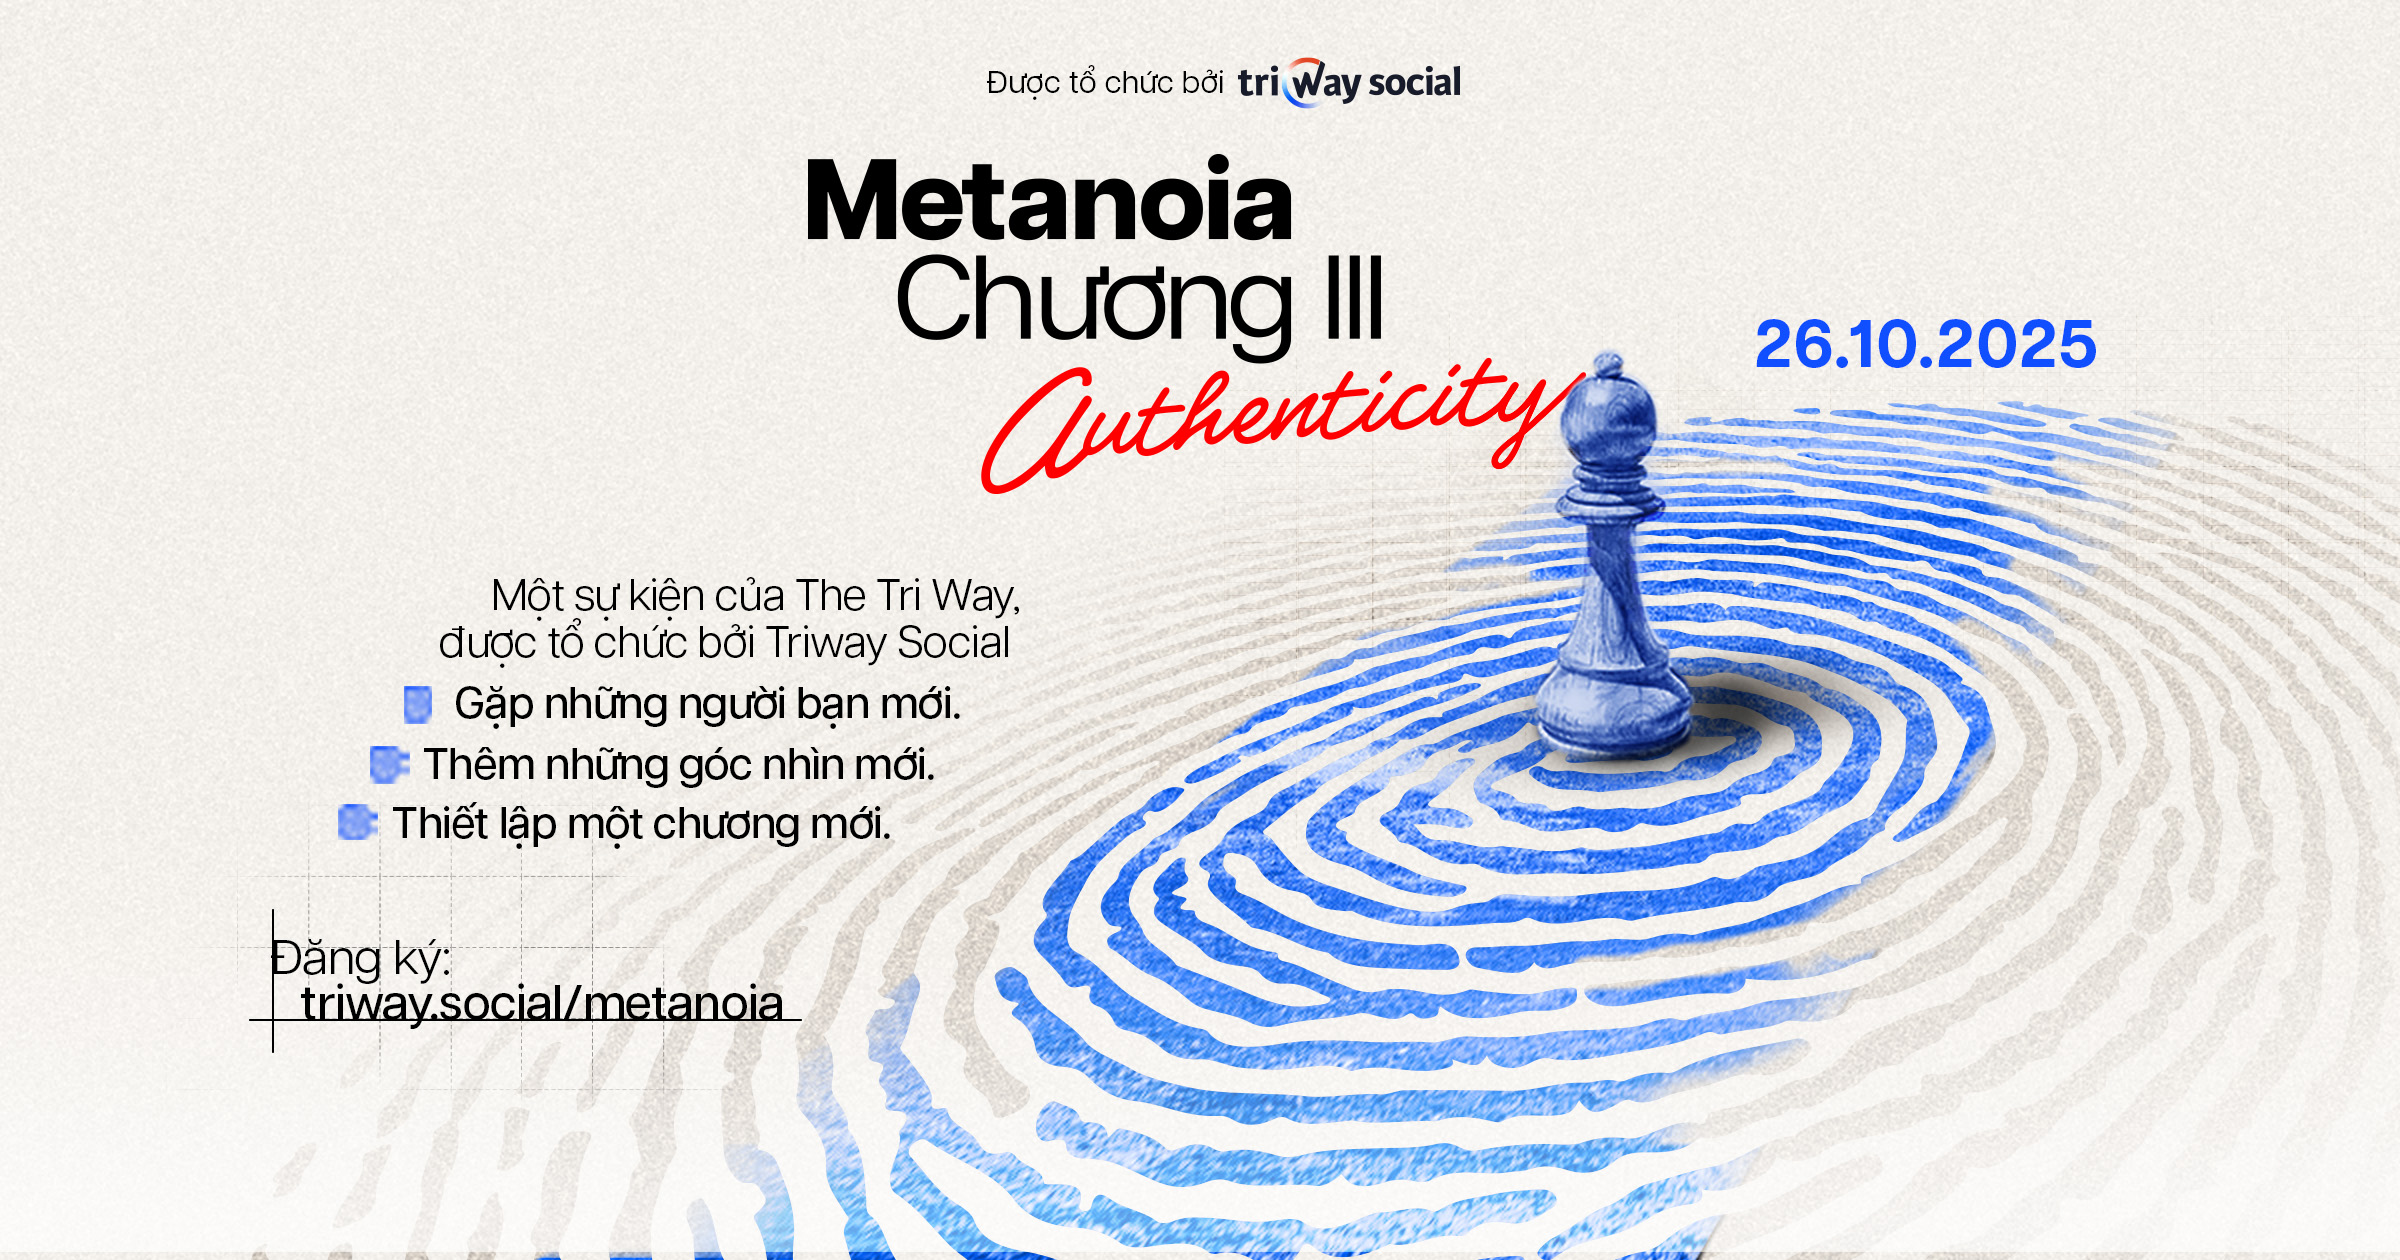 Được tổ chức bởi triway social
Metanoia
Chương III
Authenticity
26.10.2025
Một sự kiện của The Tri Way,
được tổ chức bởi Triway Social
Gặp những người bạn mới.
Thêm những góc nhìn mới.
Thiết lập một chương mới.
Đăng ký:
triway.social/metanoia